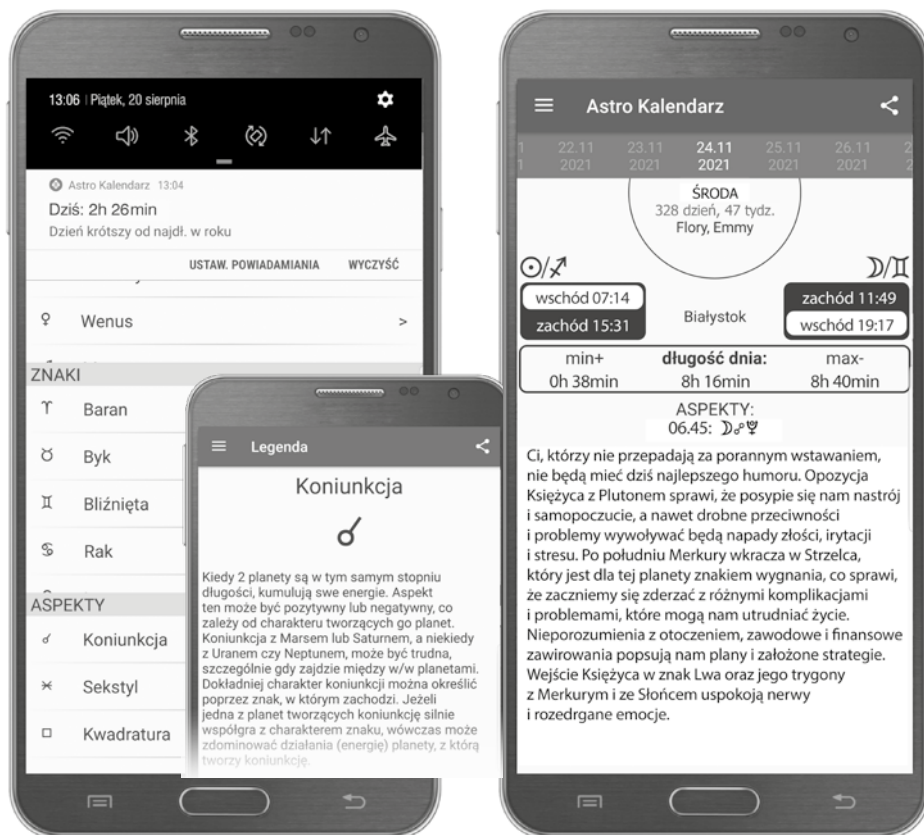 13:06 | Piątek, 20 sierpnia
Astro Kalendarz 13:04
Dziś: 2h 26min
Dzień krótszy od najdł. w roku
USTAW. POWIADAMIANIA WYCZYŚĆ
♀ Wenus >
ZNAKI
♈ Baran
♉ Byk
♊ Bliźnięta
♋ Rak
ASPEKTY
☌ Koniunkcja
⚹ Sekstyl
□ Kwadratura
Legenda
Koniunkcja
☌
Kiedy 2 planety są w tym samym stopniu
długości, kumulują swe energie. Aspekt
ten może być pozytywny lub negatywny, co
zależy od charakteru tworzących go planet.
Koniunkcja z Marsem lub Saturnem, a niekiedy
z Uranem czy Neptunem, może być trudna,
szczególnie gdy zajdzie między w/w planetami.
Dokładniej charakter koniunkcji można określić
poprzez znak, w którym zachodzi. Jeżeli
jedna z planet tworzących koniunkcję silnie
współgra z charakterem znaku, wówczas może
zdominować działania (energię) planety, z którą
tworzy koniunkcję.
Astro Kalendarz
22.11 23.11 24.11 25.11 26.11
2021 2021 2021 2021 2021
ŚRODA
328 dzień, 47 tydz.
Flory, Emmy
☉/♐ ☽/♊
wschód 07:14 zachód 11:49
Białystok
zachód 15:31 wschód 19:17
min+ długość dnia: max-
0h 38min 8h 16min 8h 40min
ASPEKTY:
06.45: ☽☍♆
Ci, którzy nie przepadają za porannym wstawaniem,
nie będą mieć dziś najlepszego humoru. Opozycja
Księżyca z Plutonem sprawi, że posypie się nam nastrój
i samopoczucie, a nawet drobne przeciwności
i problemy wywoływać będą napady złości, irytacji
i stresu. Po południu Merkury wkracza w Strzelca,
który jest dla tej planety znakiem wygnania, co sprawi,
że zaczniemy się zderzać z różnymi komplikacjami
i problemami, które mogą nam utrudniać życie.
Nieporozumienia z otoczeniem, zawodowe i finansowe
zawirowania popsują nam plany i założone strategie.
Wejście Księżyca w znak Lwa oraz jego trygony
z Merkurym i ze Słońcem uspokoją nerwy
i rozedrgane emocje.